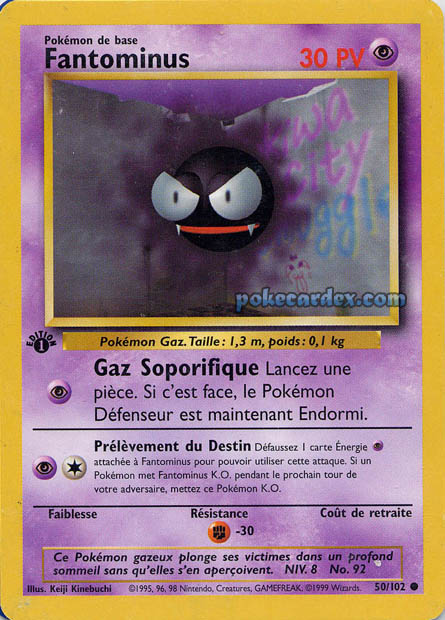 Pokémon de base
Fantominus
30 PV
City
pokecardex.com
EDITION
1
Pokémon Gaz. Taille : 1,3 m, poids : 0,1 kg
Gaz Soporifique Lancez une
pièce. Si c'est face, le Pokémon
Défenseur est maintenant Endormi.
Prélèvement du Destin Défaussez 1 carte Énergie
attachée à Fantominus pour pouvoir utiliser cette attaque. Si un
Pokémon met Fantominus K.O. pendant le prochain tour de
votre adversaire, mettez ce Pokémon K.O.
Faiblesse Résistance Coût de retraite
-30
Ce Pokémon gazeux plonge ses victimes dans un profond
sommeil sans qu'elles s'en aperçoivent. NIV. 8 No. 92
Illus. Keiji Kinebuchi ©1995, 96, 98 Nintendo, Creatures, GAMEFREAK. ©1999 Wizards. 50/102